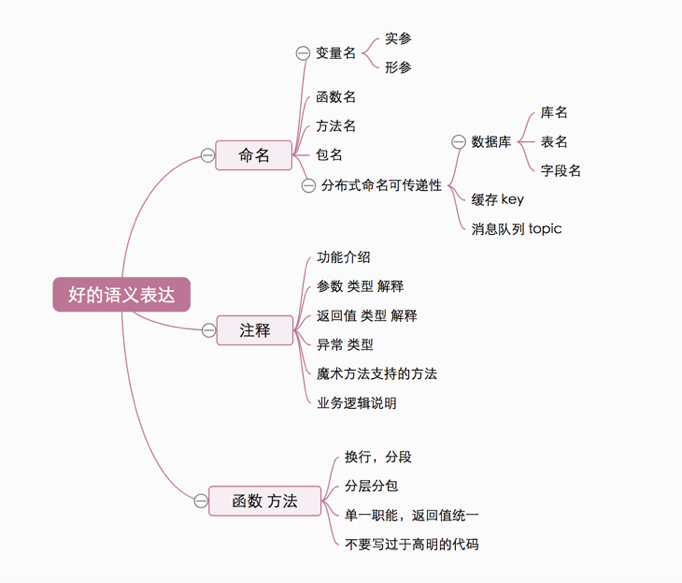 好的语义表达
命名
变量名
实参
形参
函数名
方法名
包名
分布式命名可传递性
数据库
库名
表名
字段名
缓存 key
消息队列 topic
注释
功能介绍
参数 类型 解释
返回值 类型 解释
异常 类型
魔术方法支持的方法
业务逻辑说明
函数 方法
换行，分段
分层分包
单一职能，返回值统一
不要写过于高明的代码